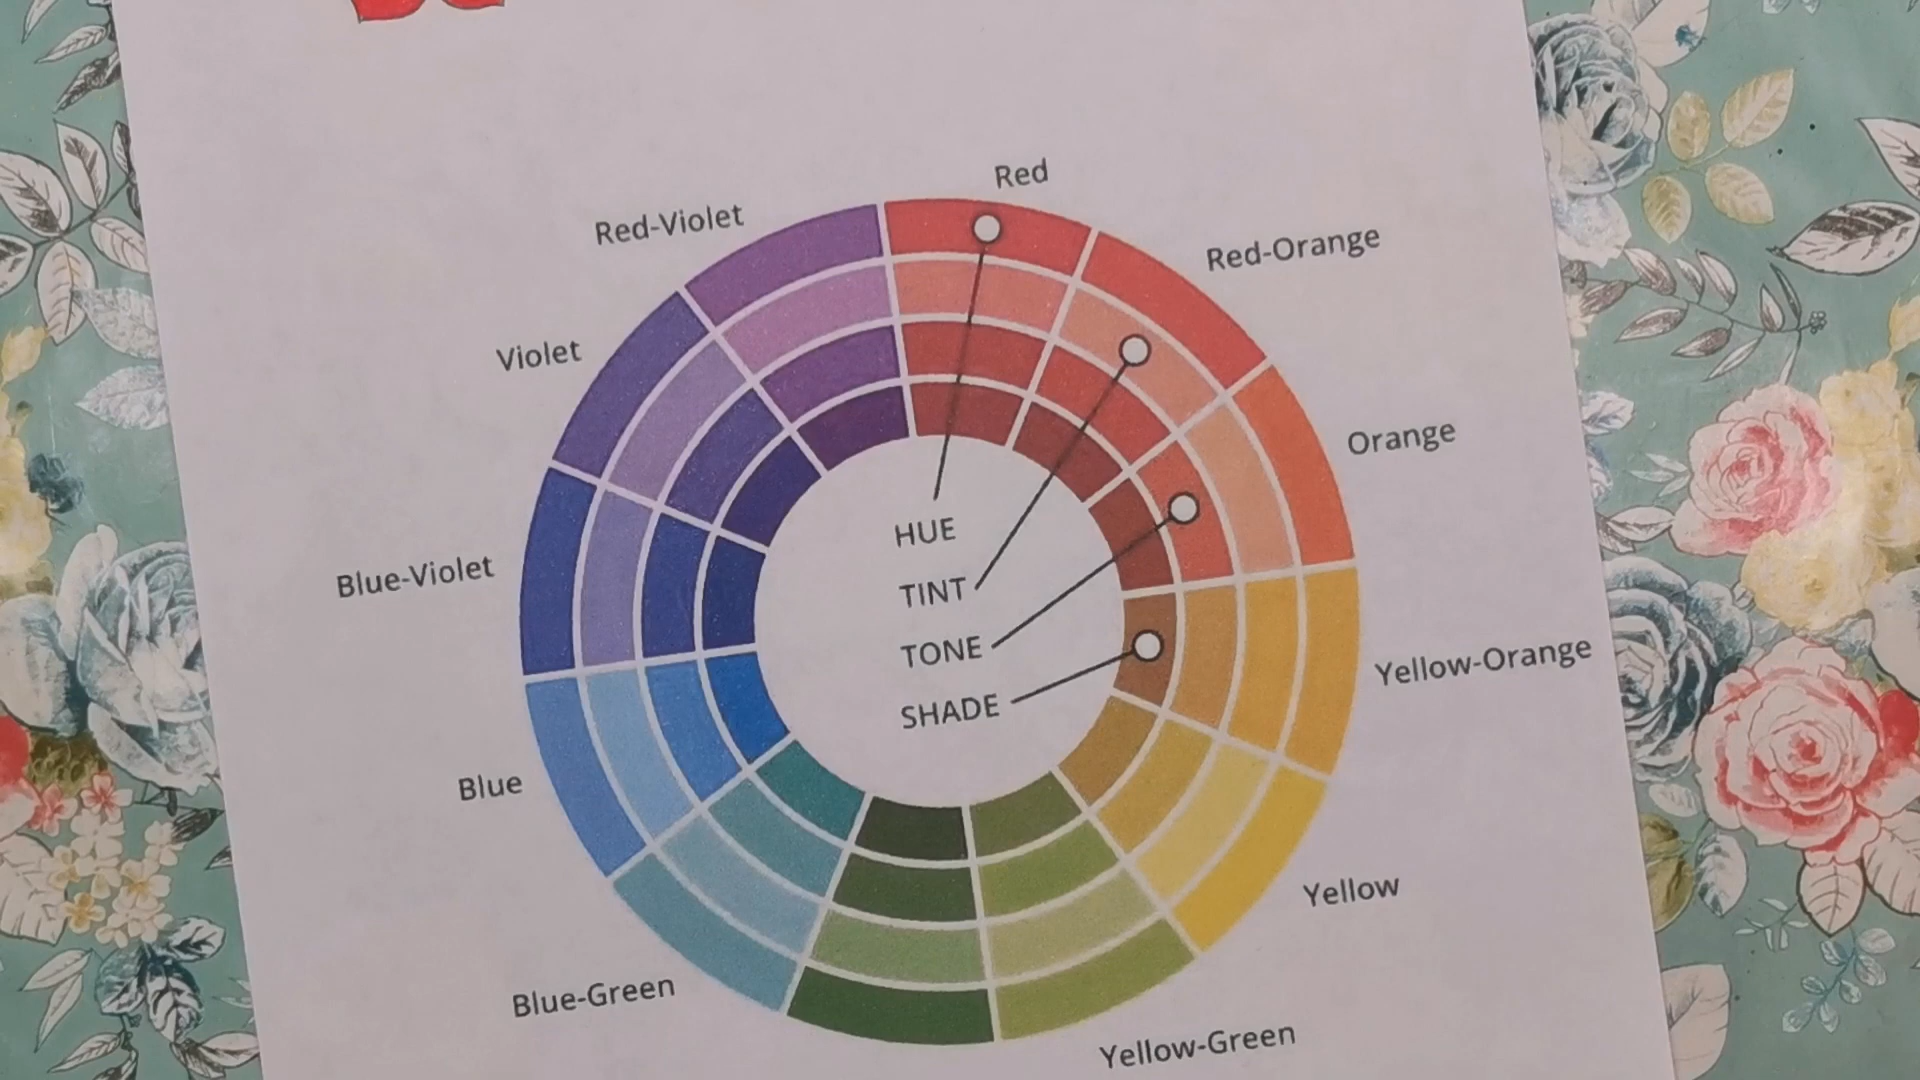 Red
Red-Violet
Red-Orange
Violet
Orange
HUE
Blue-Violet
TINT
TONE
Yellow-Orange
SHADE
Blue
Yellow
Blue-Green
Yellow-Green